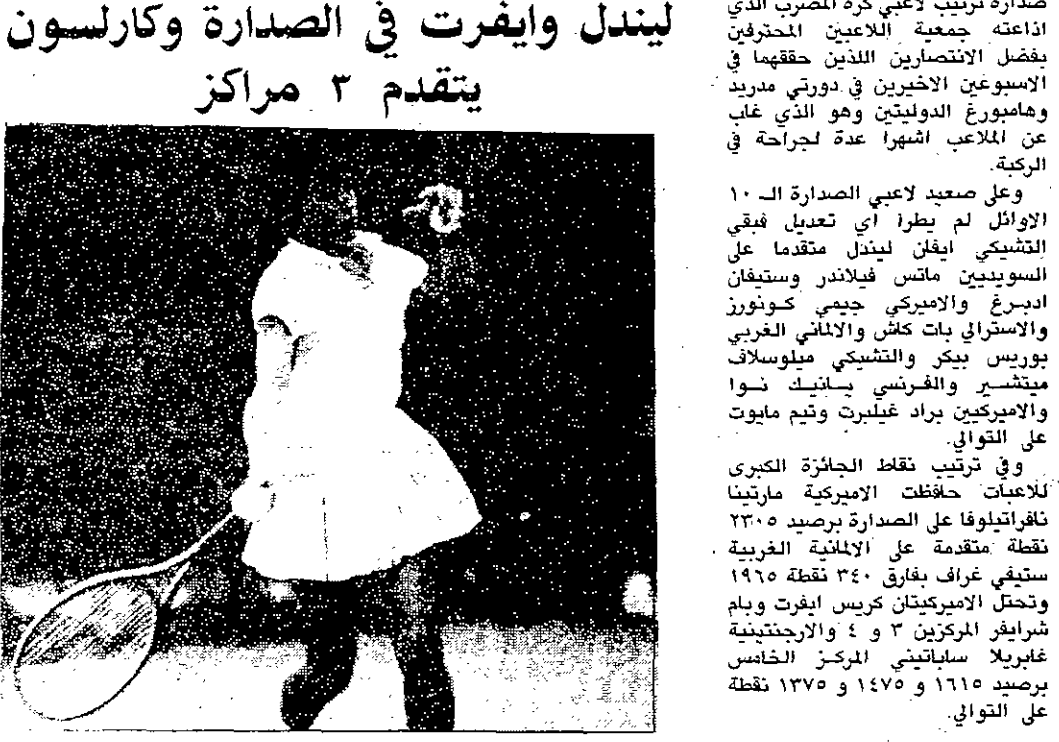 ليندل وايفرت في الصدارة وكارلسون
يتقدم ٣ مراكز
صدارة ترتيب لاعبي كرة المضرب الذي
اذاعته جمعية اللاعبين المحترفين
بفضل الانتصارين اللذين حققهما في
الاسبوعين الاخيرين في دورتي مدريد
وهامبورغ الدوليتين وهو الذي غاب
عن الملاعب اشهرا عدة لجراحة في
الركبة.
وعلى صعيد لاعبي الصدارة الــ ١٠
الاوائل لم يطرا اي تعديل فبقي
التشيكي ايفان ليندل متقدما على
السويديين ماتس فيلاندر وستيفان
ادبرغ والاميركي جيمي كونورز
والاسترالي بات كاش والالماني الغربي
بوريس بيكر والتشيكي ميلوسلاف
ميتشير والفرنسي يانيك نوا
والاميركيين براد غيلبرت وتيم مايوت
على التوالي.
وفي ترتيب نقاط الجائزة الكبرى
للاعبات حافظت الاميركية مارتينا
نافراتيلوفا على الصدارة برصيد ٢٣٠٥
نقطة متقدمة على الالمانية الغربية
ستيفي غراف بفارق ٣٤٠ نقطة ١٩٦٥
وتحتل الاميركيتان كريس ايفرت وبام
شرايفر المركزين ٣ و ٤ والارجنتينية
غابريلا ساباتيني المركز الخامس
برصيد ١٦١٥ و ١٤٧٥ و ١٣٧٥ نقطة
على التوالي.